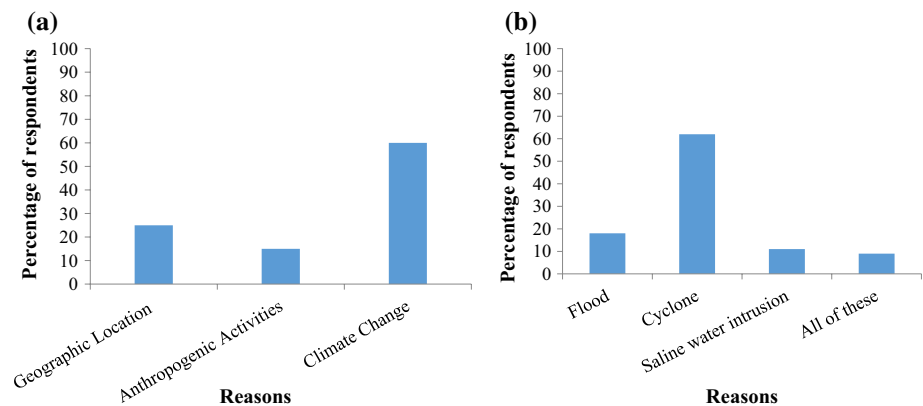 (a)
Percentage of respondents
100
90
80
70
60
50
40
30
20
10
0
Geographic Location
Anthropogenic Activities
Climate Change
Reasons
(b)
Percentage of respondents
100
90
80
70
60
50
40
30
20
10
0
Flood
Cyclone
Saline water intrusion
All of these
Reasons